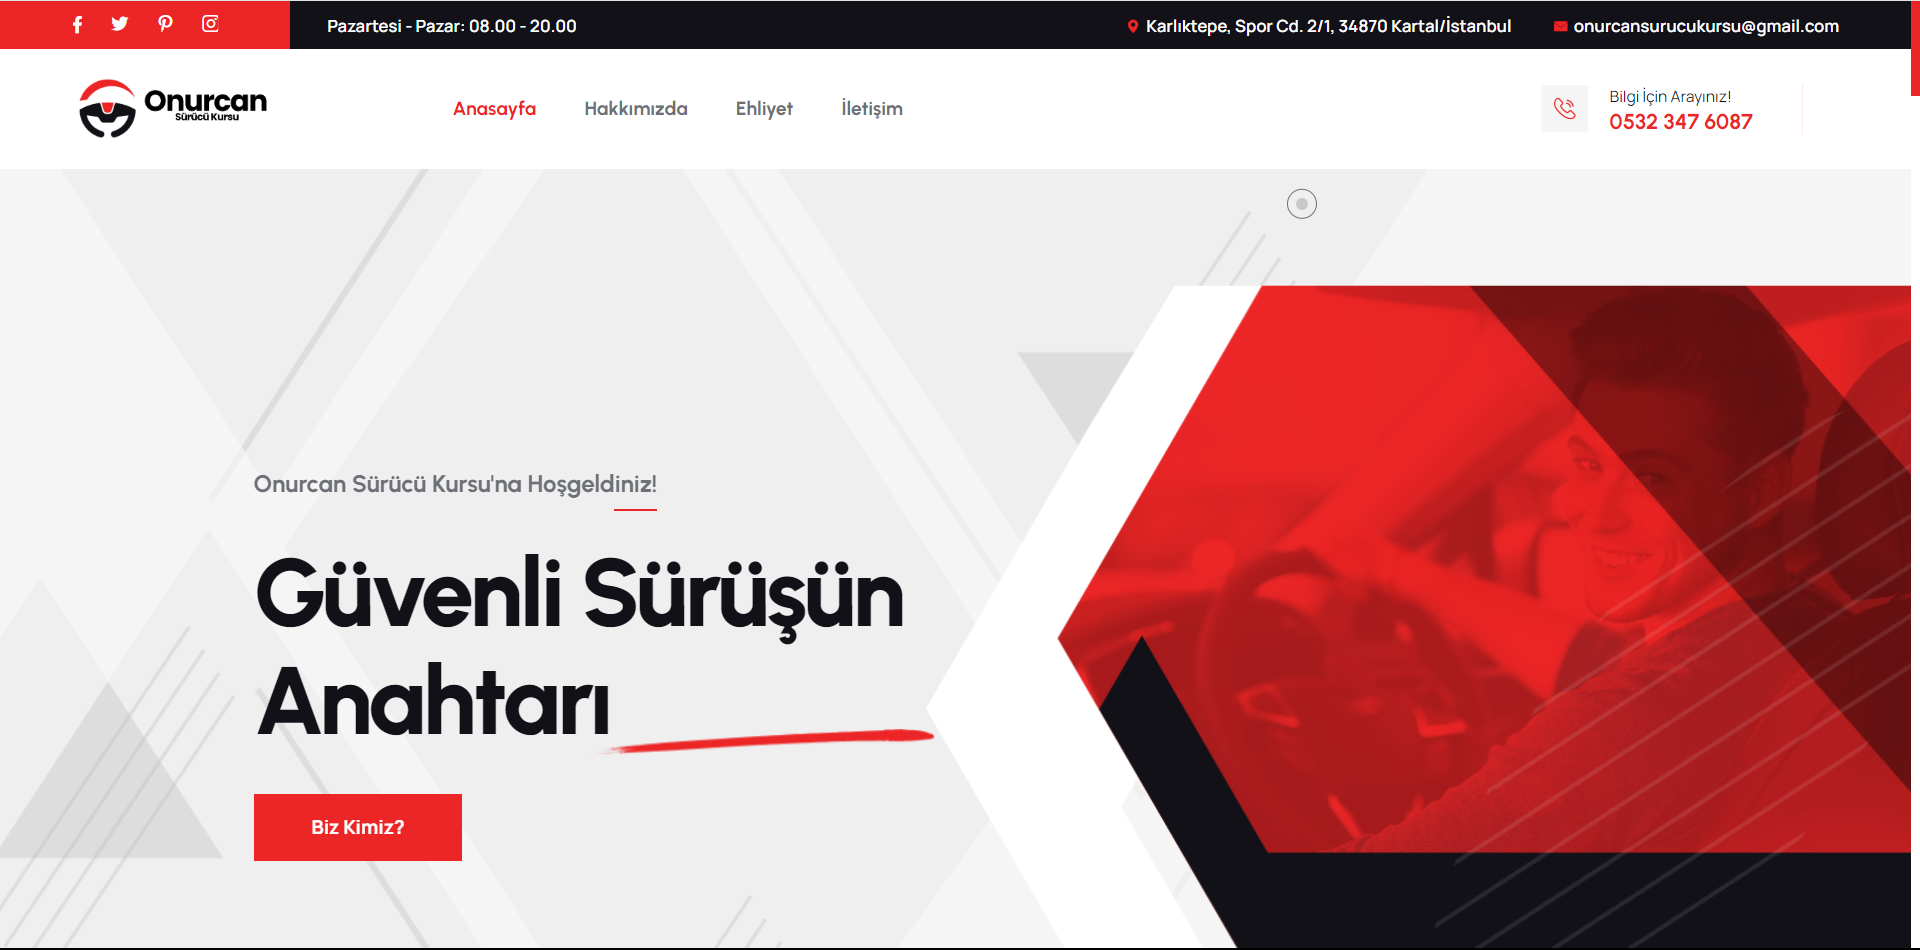 Pazartesi - Pazar: 08.00 - 20.00
Karlıktepe, Spor Cd. 2/1, 34870 Kartal/İstanbul
onurcansurucukursu@gmail.com
Onurcan
Sürücü Kursu
Anasayfa
Hakkımızda
Ehliyet
İletişim
Bilgi İçin Arayınız!
0532 347 6087
Onurcan Sürücü Kursu'na Hoşgeldiniz!
Güvenli Sürüşün
Anahtarı
Biz Kimiz?